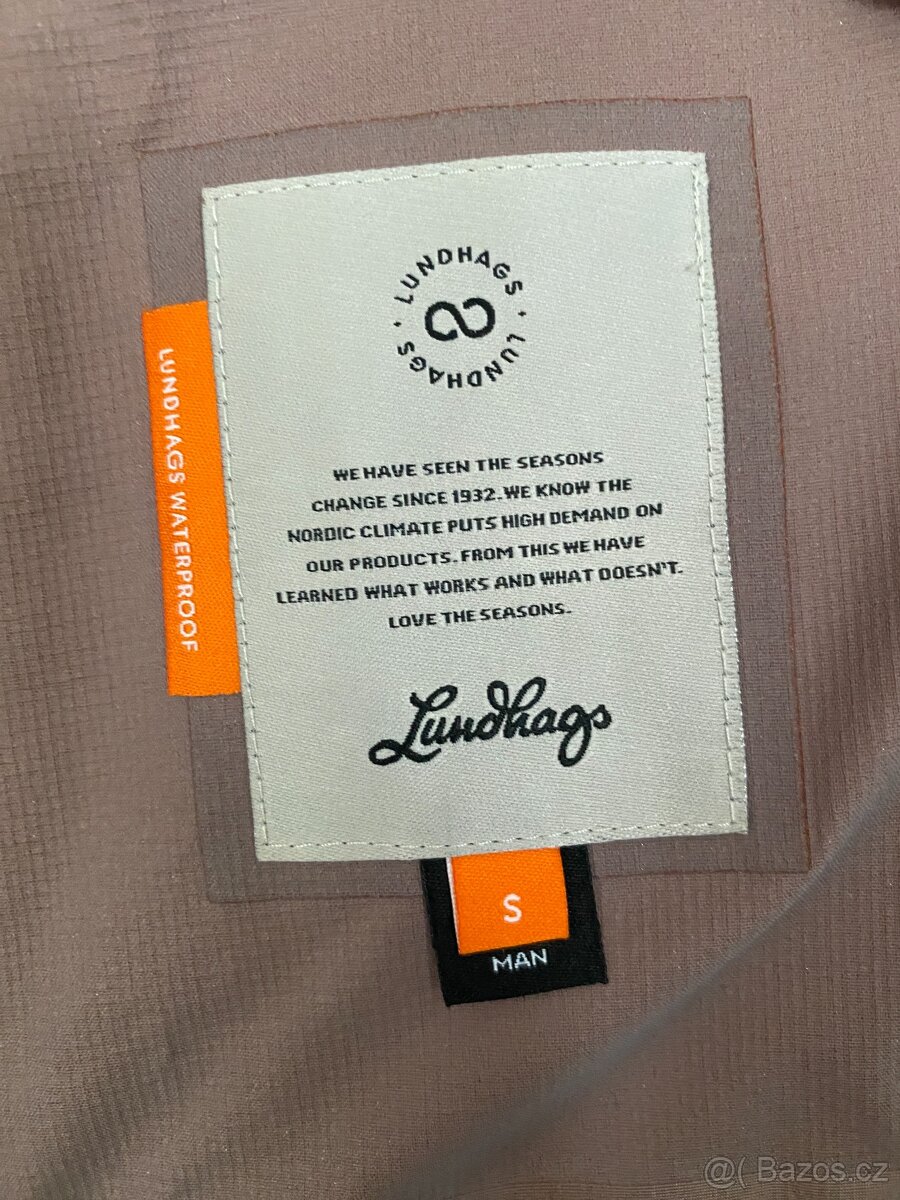 LUNDHAGS · LUNDHAGS ·
LUNDHAGS WATERPROOF
WE HAVE SEEN THE SEASONS
CHANGE SINCE 1932. WE KNOW THE
NORDIC CLIMATE PUTS HIGH DEMAND ON
OUR PRODUCTS. FROM THIS WE HAVE
LEARNED WHAT WORKS AND WHAT DOESN'T.
LOVE THE SEASONS.
Lundhags
S
MAN
@( Bazos.cz